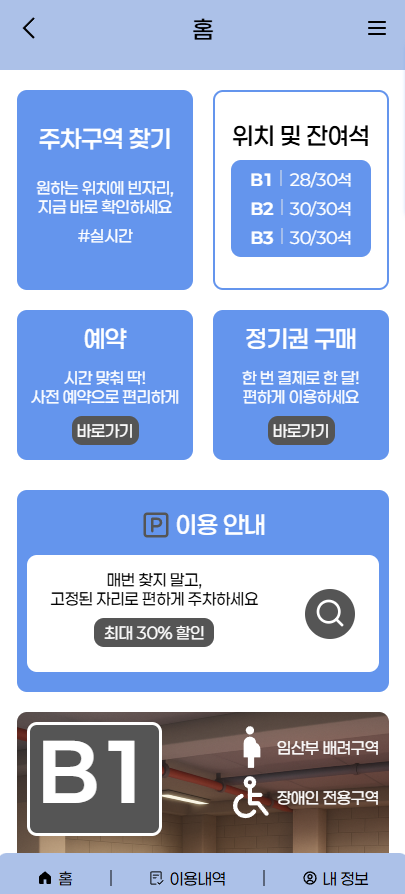 홈
주차구역 찾기
원하는 위치에 빈자리,
지금 바로 확인하세요
#실시간
위치 및 잔여석
B1 | 28/30석
B2 | 30/30석
B3 | 30/30석
예약
시간 맞춰 딱!
사전 예약으로 편리하게
바로가기
정기권 구매
한 번 결제로 한 달!
편하게 이용하세요
바로가기
P 이용 안내
매번 찾지 말고,
고정된 자리로 편하게 주차하세요
최대 30% 할인
B1
임산부 배려구역
장애인 전용구역
홈 | 이용내역 | 내 정보